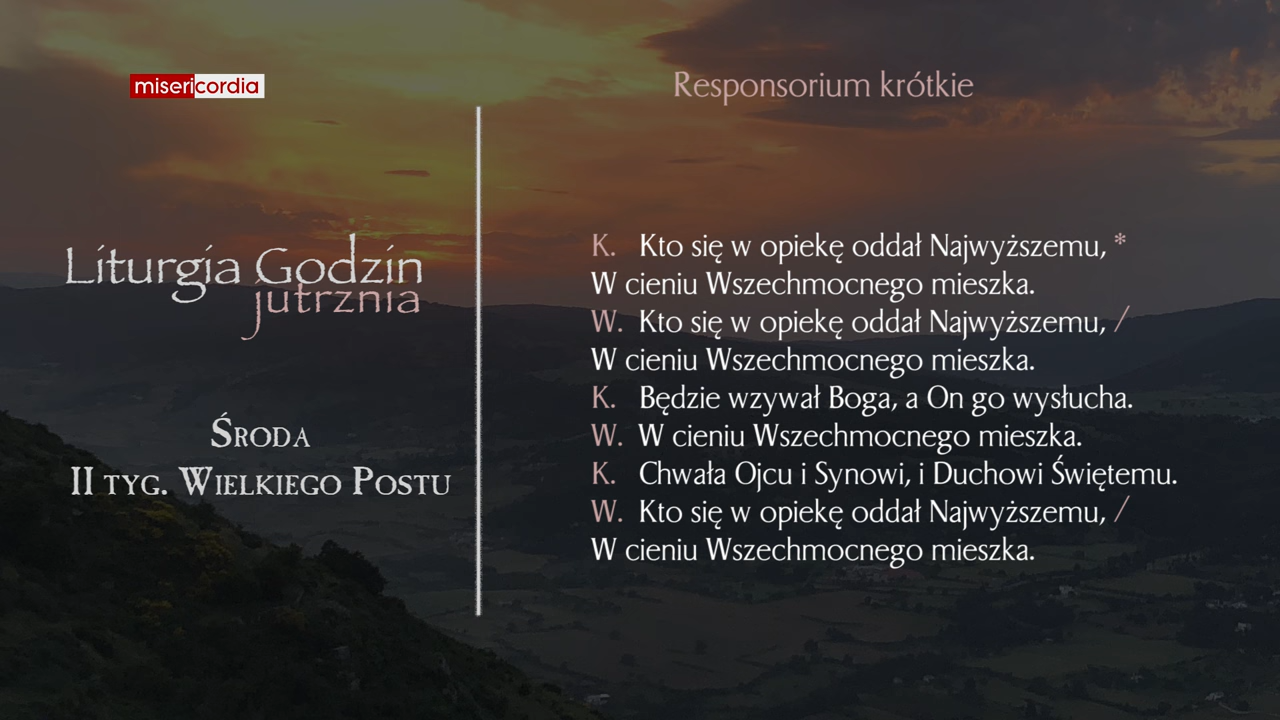 misericordia
Liturgia Godzin
jutrznia
Środa
II tyg. Wielkiego Postu
Responsorium krótkie
K. Kto się w opiekę oddał Najwyższemu, *
W cieniu Wszechmocnego mieszka.
W. Kto się w opiekę oddał Najwyższemu, /
W cieniu Wszechmocnego mieszka.
K. Będzie wzywał Boga, a On go wysłucha.
W. W cieniu Wszechmocnego mieszka.
K. Chwała Ojcu i Synowi, i Duchowi Świętemu.
W. Kto się w opiekę oddał Najwyższemu, /
W cieniu Wszechmocnego mieszka.